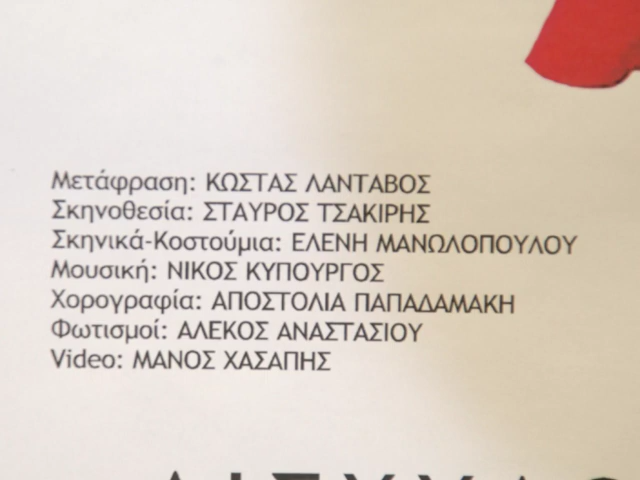 Μετάφραση: ΚΩΣΤΑΣ ΛΑΝΤΑΒΟΣ
Σκηνοθεσία: ΣΤΑΥΡΟΣ ΤΣΑΚΙΡΗΣ
Σκηνικά-Κοστούμια: ΕΛΕΝΗ ΜΑΝΩΛΟΠΟΥΛΟΥ
Μουσική: ΝΙΚΟΣ ΚΥΠΟΥΡΓΟΣ
Χορογραφία: ΑΠΟΣΤΟΛΙΑ ΠΑΠΑΔΑΜΑΚΗ
Φωτισμοί: ΑΛΕΚΟΣ ΑΝΑΣΤΑΣΙΟΥ
Video: ΜΑΝΟΣ ΧΑΣΑΠΗΣ